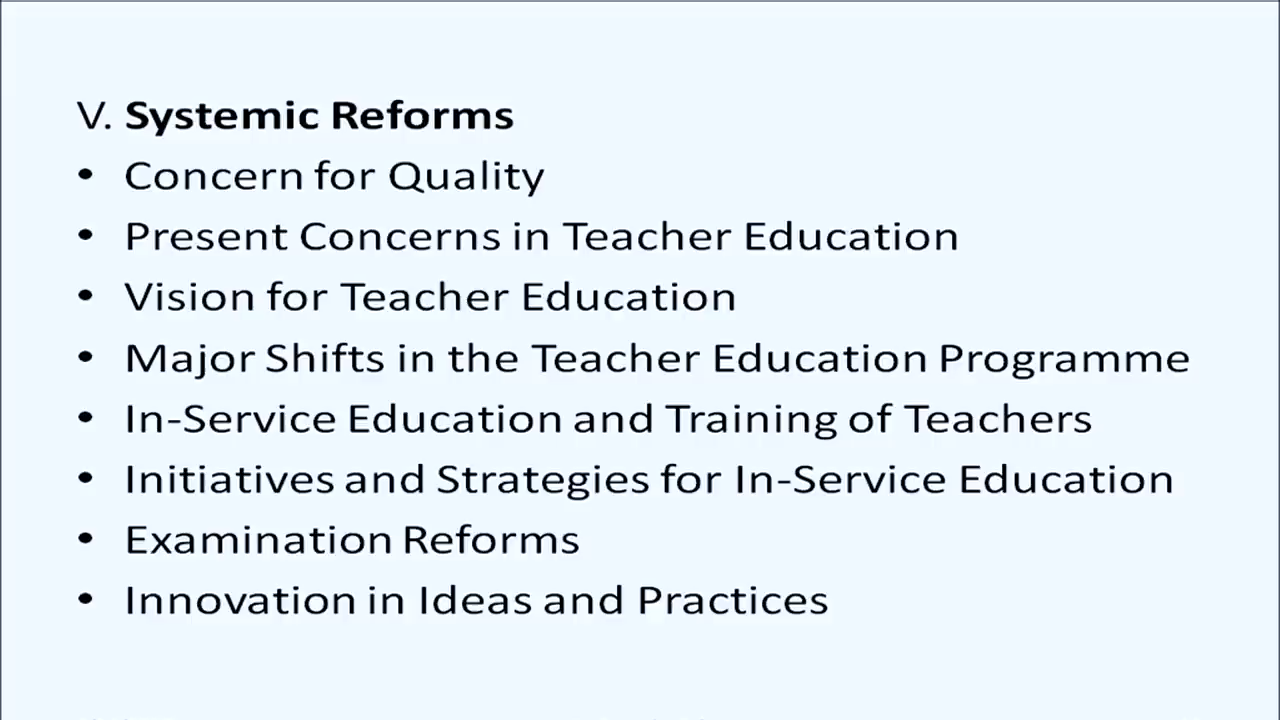 V. Systemic Reforms
• Concern for Quality
• Present Concerns in Teacher Education
• Vision for Teacher Education
• Major Shifts in the Teacher Education Programme
• In-Service Education and Training of Teachers
• Initiatives and Strategies for In-Service Education
• Examination Reforms
• Innovation in Ideas and Practices